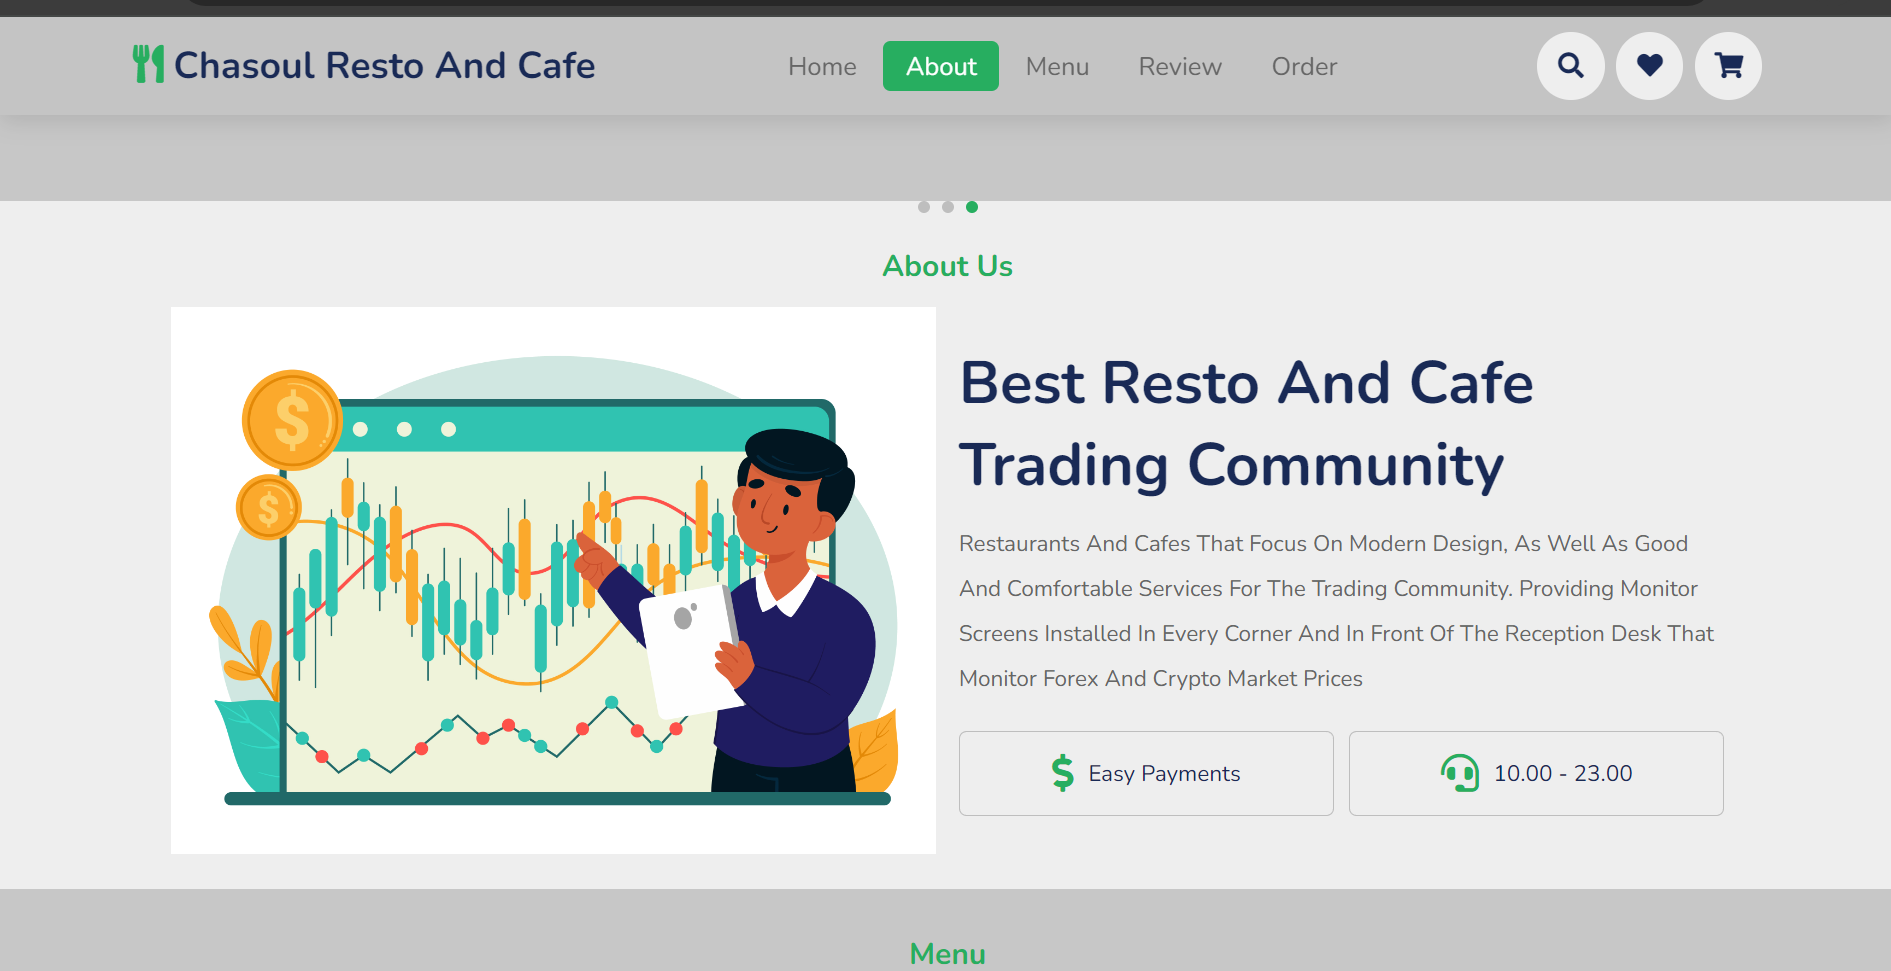 Chasoul Resto And Cafe
Home
About
Menu
Review
Order
About Us
$
$
Best Resto And Cafe
Trading Community
Restaurants And Cafes That Focus On Modern Design, As Well As Good
And Comfortable Services For The Trading Community. Providing Monitor
Screens Installed In Every Corner And In Front Of The Reception Desk That
Monitor Forex And Crypto Market Prices
$ Easy Payments
10.00 - 23.00
Menu